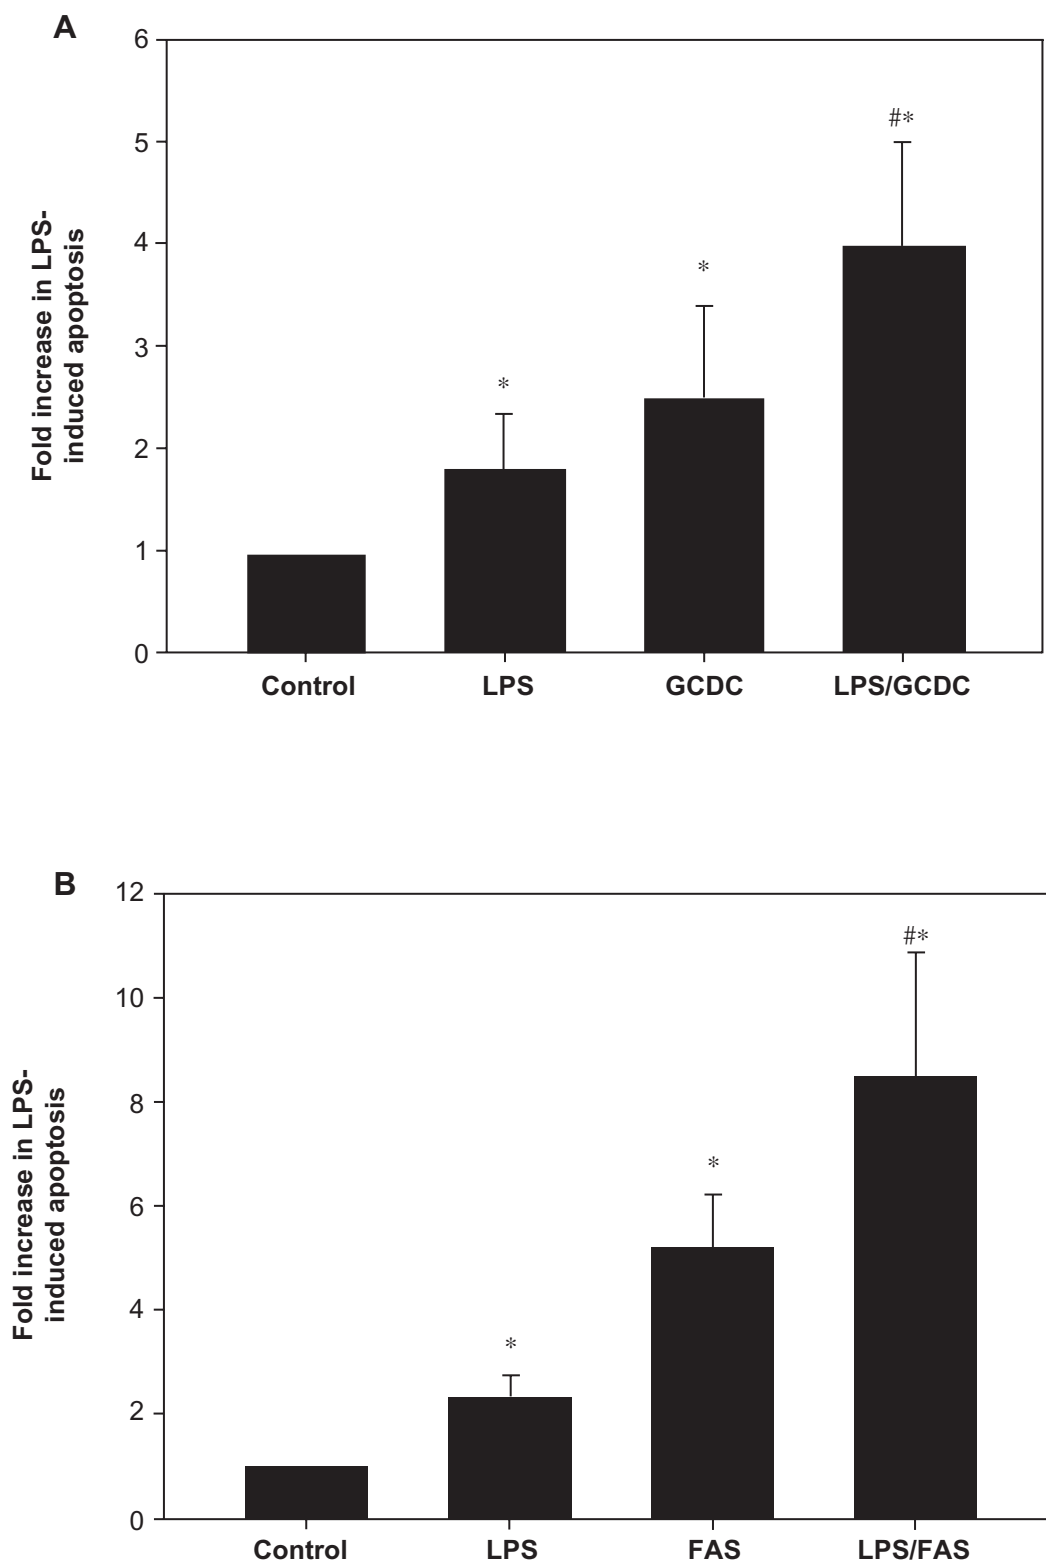 A
6
5
4
3
2
1
0
Fold increase in LPS-
induced apoptosis
*
*
#*
Control LPS GCDC LPS/GCDC
B
12
10
8
6
4
2
0
Fold increase in LPS-
induced apoptosis
*
*
#*
Control LPS FAS LPS/FAS